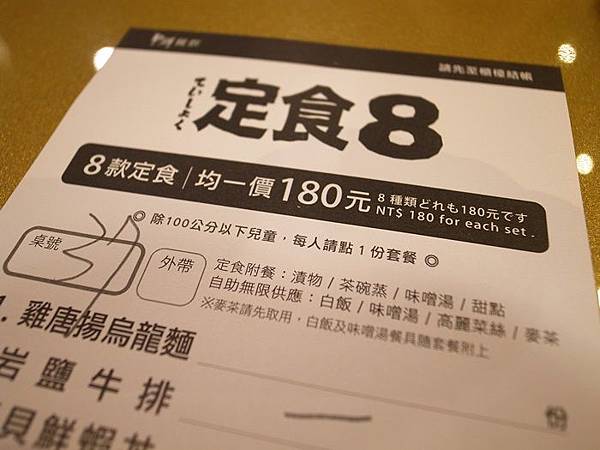 請先至櫃檯結帳
ていしょく
定食8
8款定食|均一價180元
8種類どれも180元です
NT$ 180 for each set.
◎ 除100公分以下兒童，每人請點1份套餐 ◎
桌號
外帶
定食附餐：漬物/茶碗蒸/味噌湯/甜點
自助無限供應：白飯/味噌湯/高麗菜絲/麥茶
※麥茶請先取用，白飯及味噌湯餐具隨套餐附上
1. 雞唐揚烏龍麵
岩鹽牛排
一 份
貝鮮蝦丼